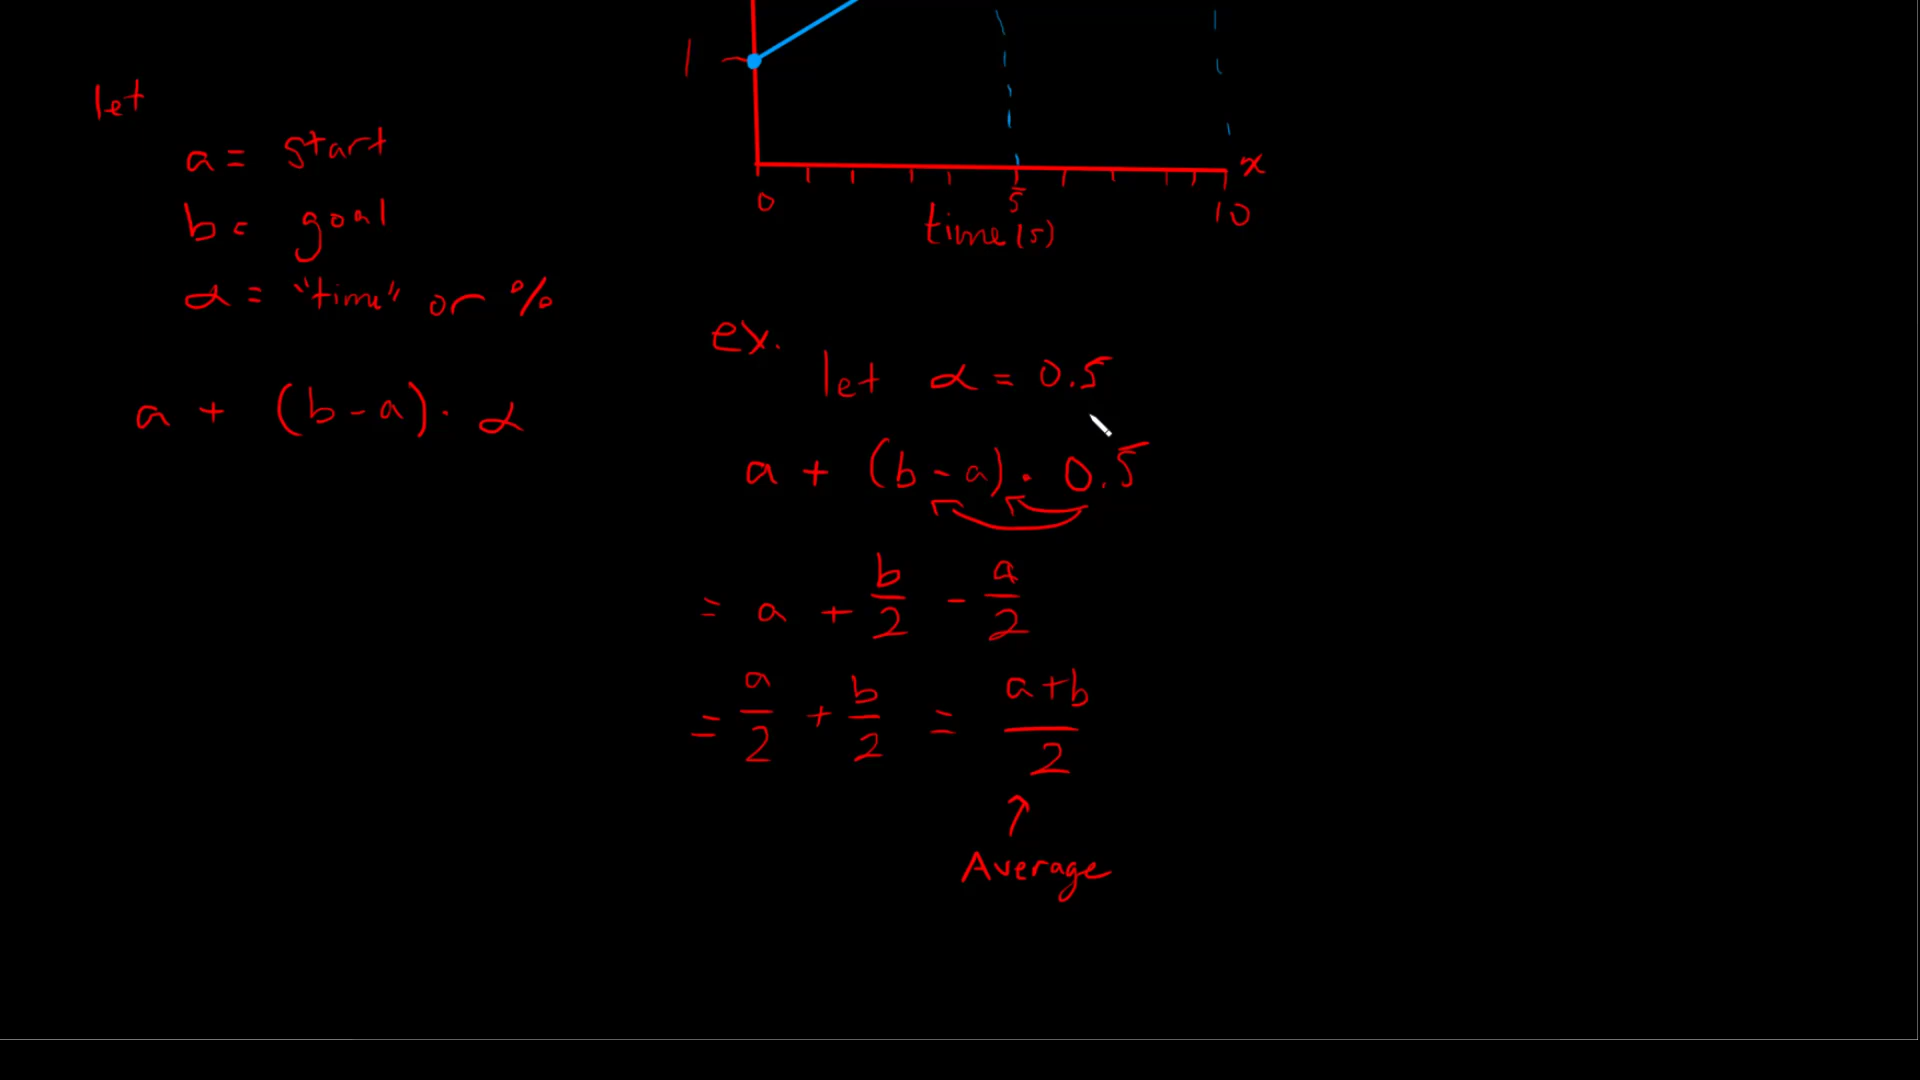 1
x
0 5 10
time (s)
let
a = start
b = goal
α = "time" or %
a + (b - a) · α
ex.
let α = 0.5
a + (b - a) · 0.5
= a + b/2 - a/2
= a/2 + b/2 = a+b/2
Average